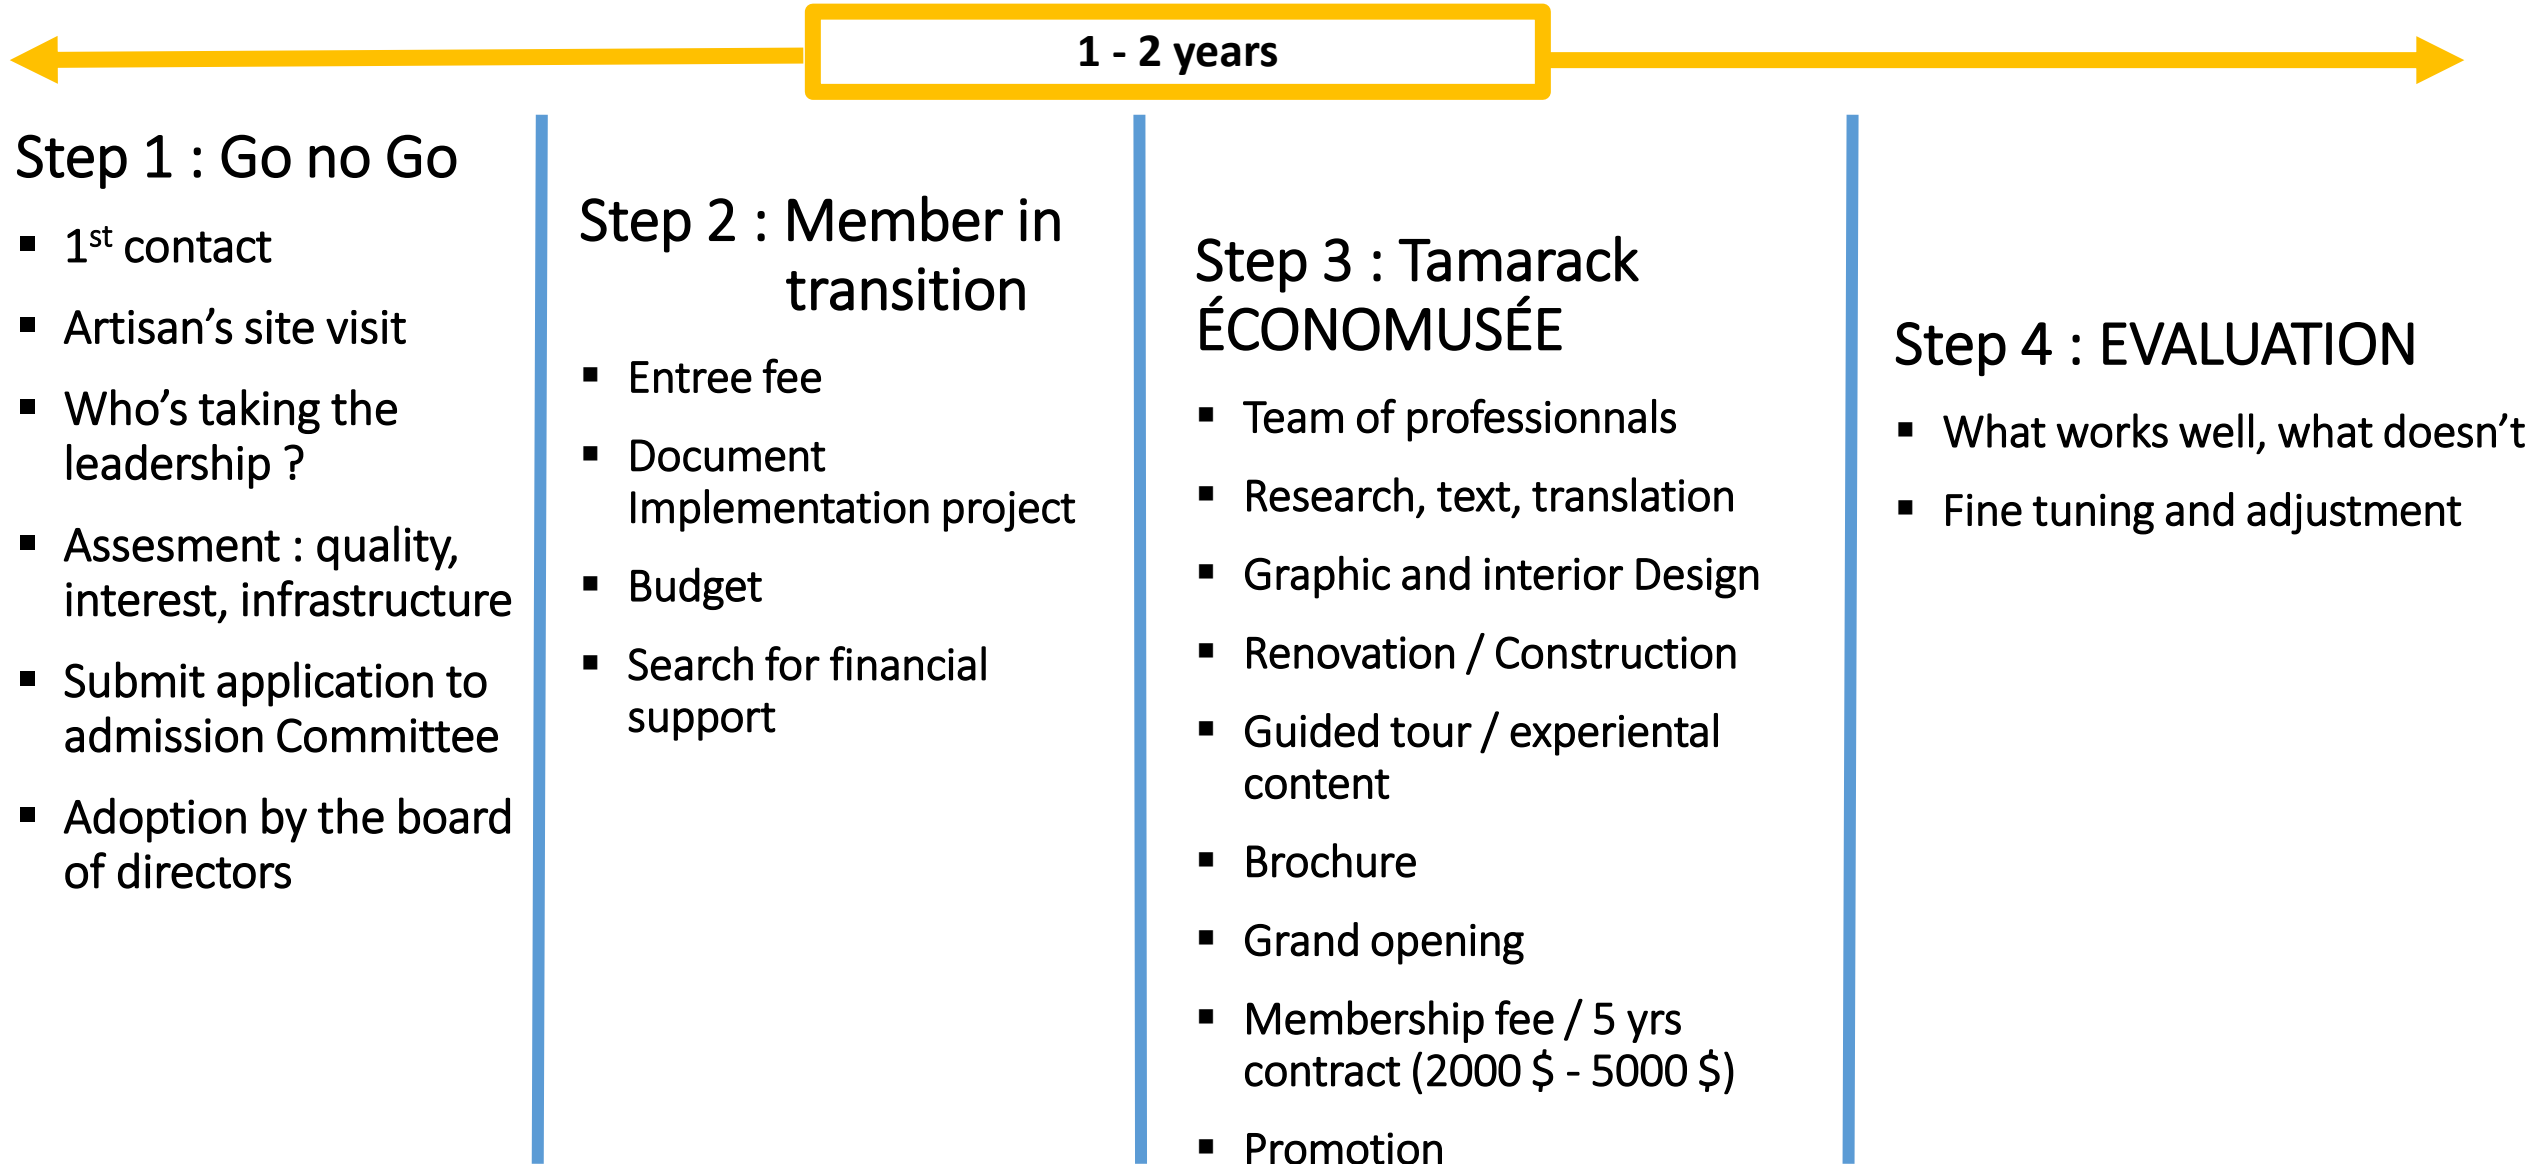 1 - 2 years
Step 1 : Go no Go
▪ 1st contact
▪ Artisan’s site visit
▪ Who’s taking the
leadership ?
▪ Assesment : quality,
interest, infrastructure
▪ Submit application to
admission Committee
▪ Adoption by the board
of directors
Step 2 : Member in
transition
▪ Entree fee
▪ Document
Implementation project
▪ Budget
▪ Search for financial
support
Step 3 : Tamarack
ÉCONOMUSÉE
▪ Team of professionnals
▪ Research, text, translation
▪ Graphic and interior Design
▪ Renovation / Construction
▪ Guided tour / experiental
content
▪ Brochure
▪ Grand opening
▪ Membership fee / 5 yrs
contract (2000 $ - 5000 $)
▪ Promotion
Step 4 : EVALUATION
▪ What works well, what doesn’t
▪ Fine tuning and adjustment